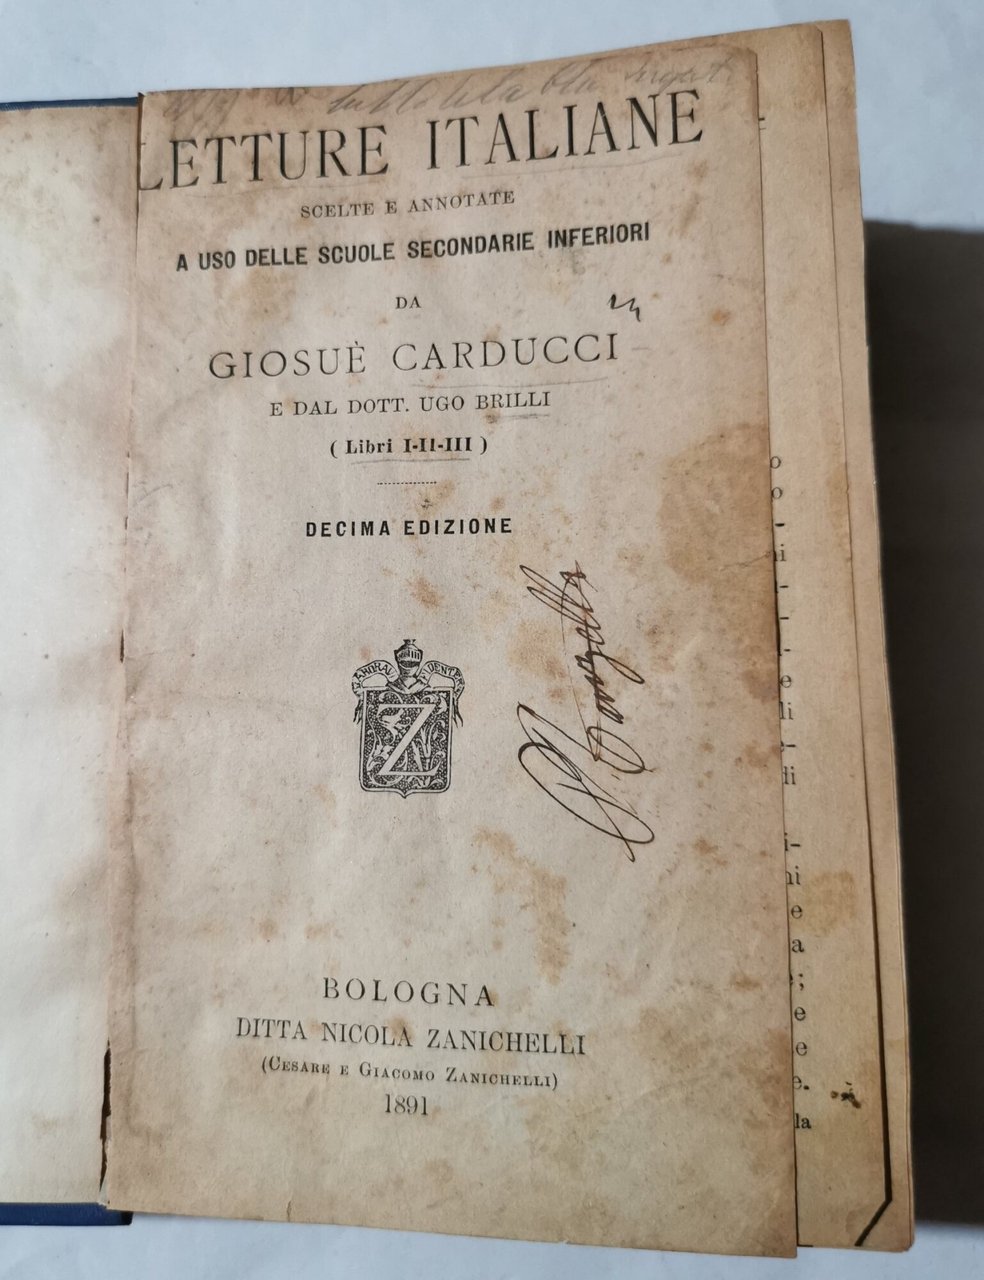 LETTURE ITALIANE
SCELTE E ANNOTATE
A USO DELLE SCUOLE SECONDARIE INFERIORI
DA
GIOSUÈ CARDUCCI
E DAL DOTT. UGO BRILLI
( Libri I-II-III )
DECIMA EDIZIONE
Z
BOLOGNA
DITTA NICOLA ZANICHELLI
(CESARE E GIACOMO ZANICHELLI)
1891